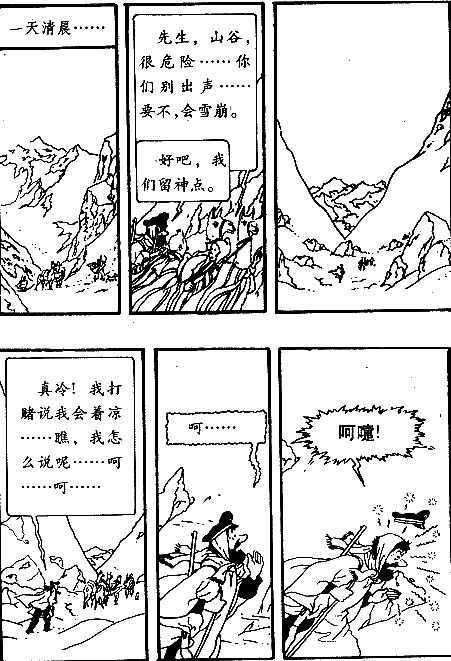 一天清晨……
先生，山谷，
很危险……你
们别出声……
要不，会雪崩。
好吧，我
们留神点。
真冷！我打
赌说我会着凉
……瞧，我怎
么说呢……呵
……呵……
呵……
呵嚏！